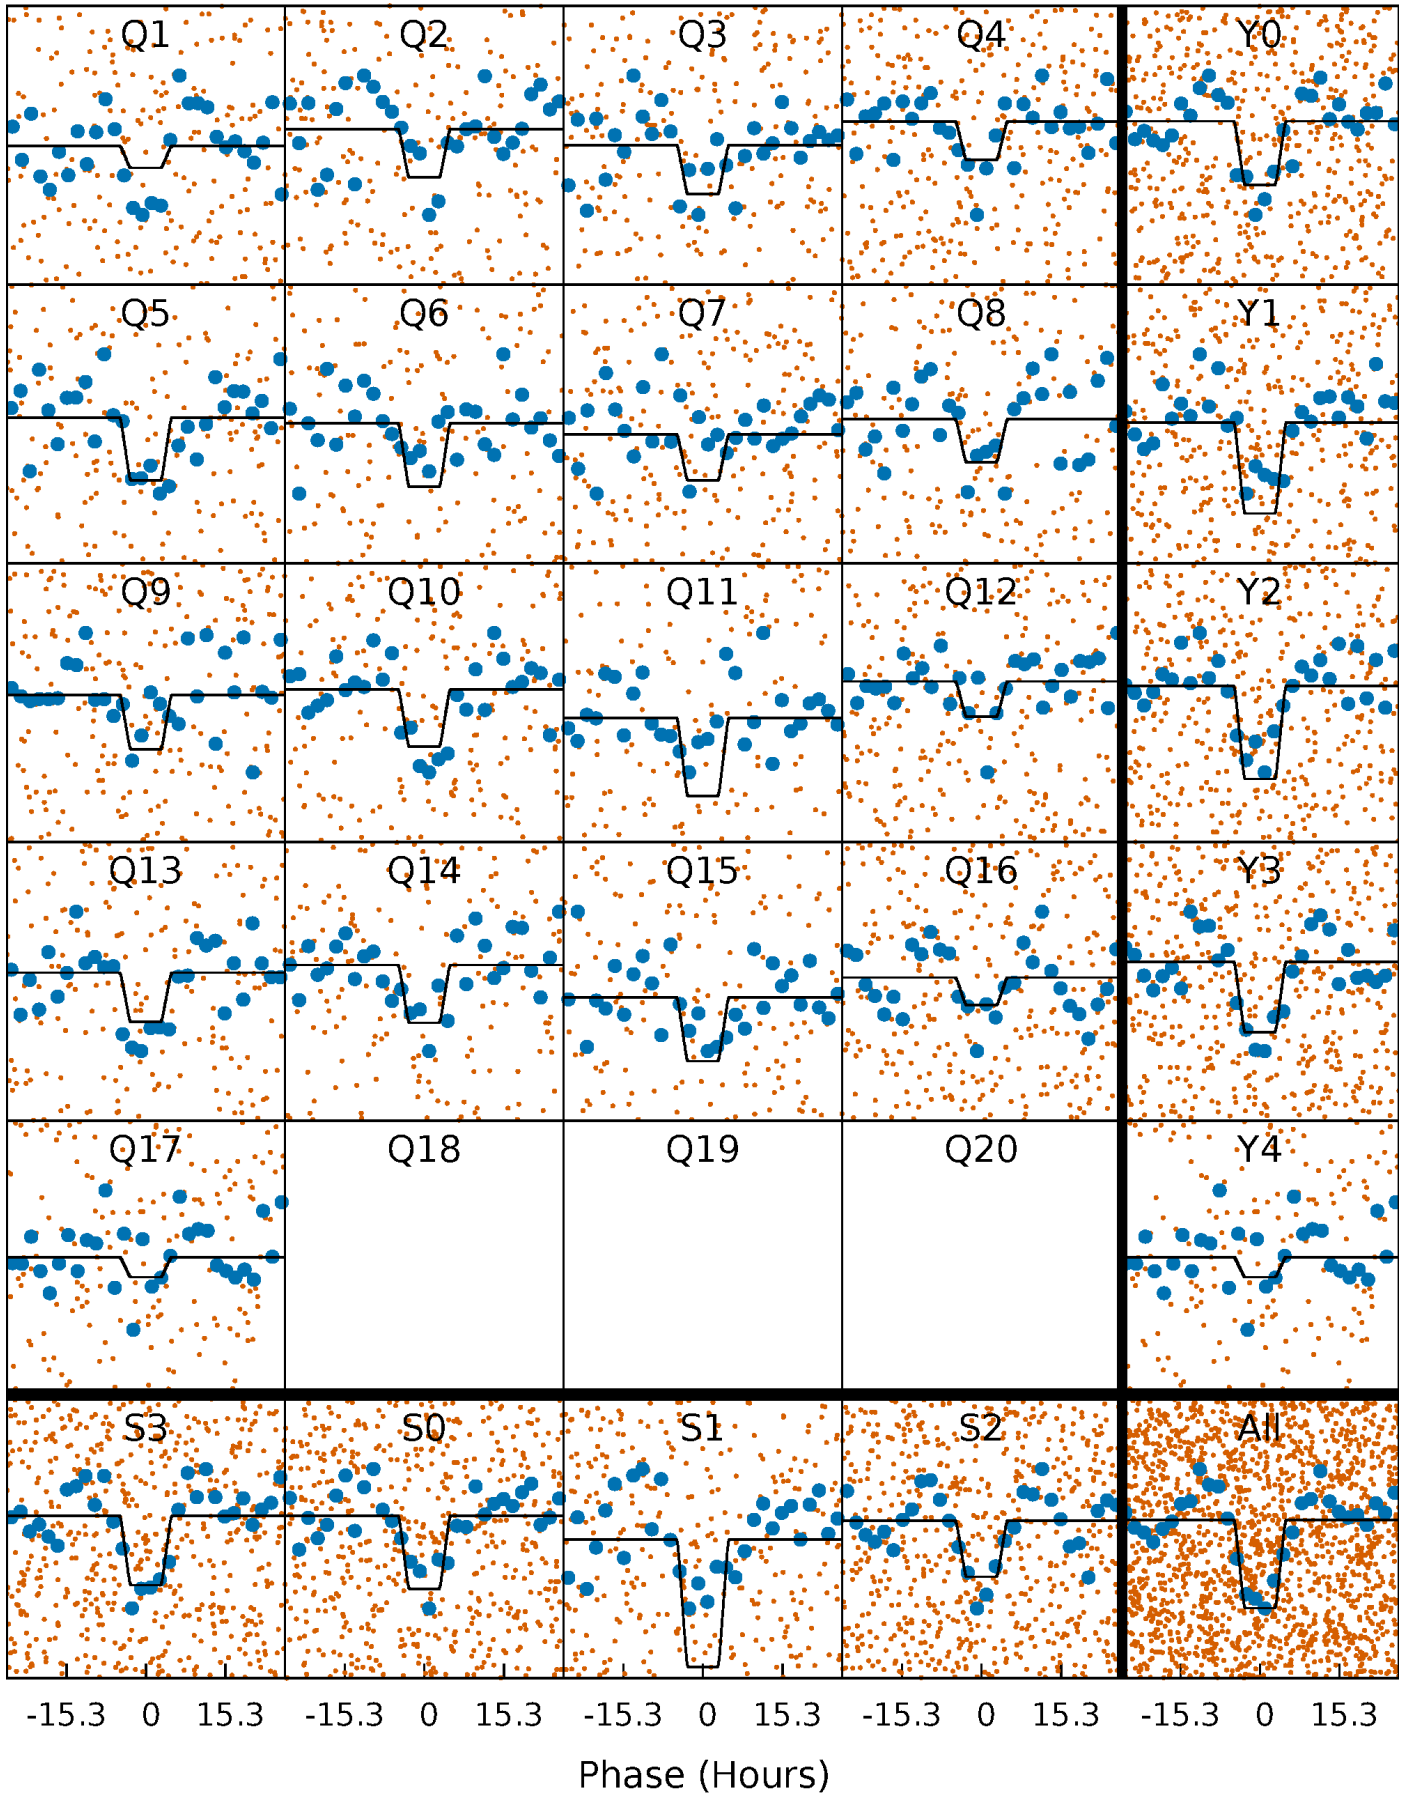 Q1 Q2 Q3 Q4 Y0
Q5 Q6 Q7 Q8 Y1
Q9 Q10 Q11 Q12 Y2
Q13 Q14 Q15 Q16 Y3
Q17 Q18 Q19 Q20 Y4
S3 S0 S1 S2 All
-15.3 0 15.3 -15.3 0 15.3 -15.3 0 15.3 -15.3 0 15.3 -15.3 0 15.3
Phase (Hours)